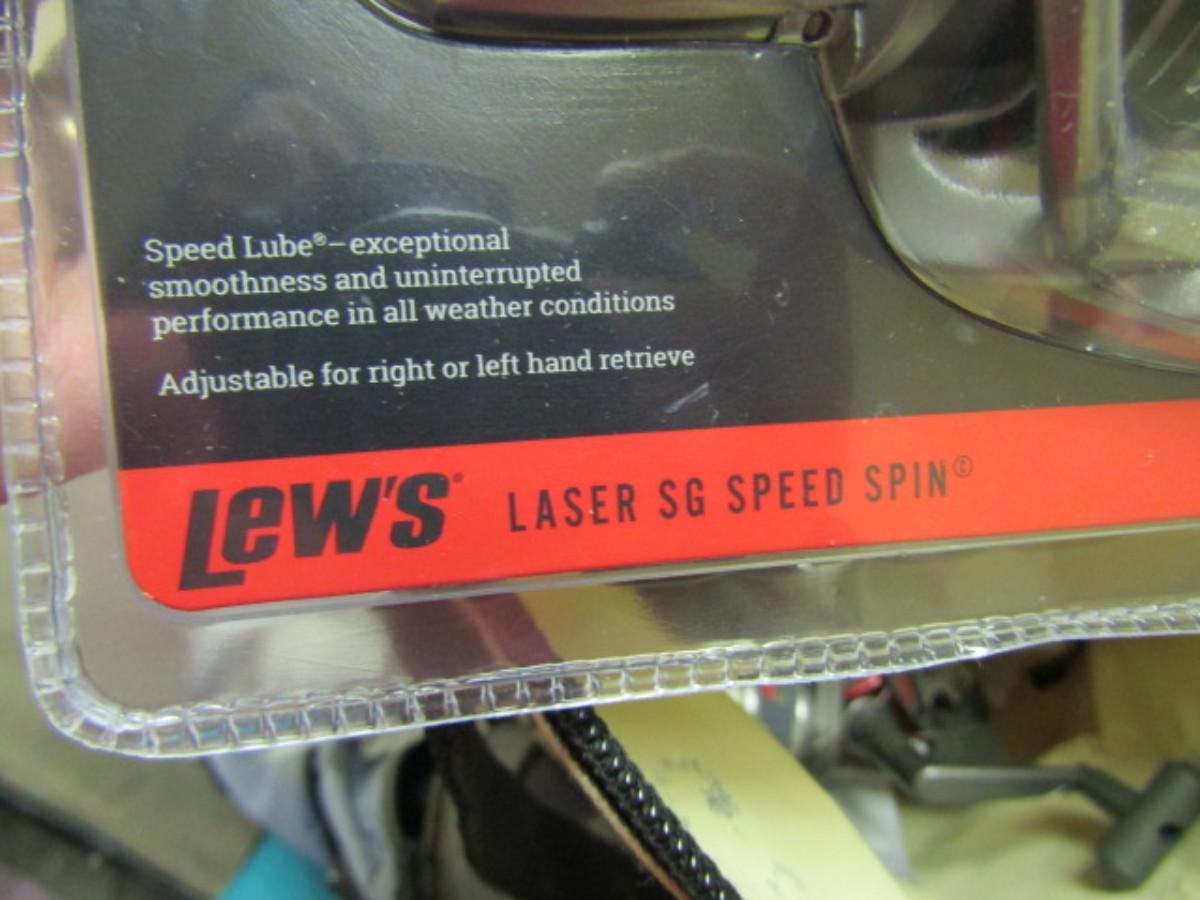 Speed Lube®–exceptional
smoothness and uninterrupted
performance in all weather conditions
Adjustable for right or left hand retrieve
Lew's® LASER SG SPEED SPIN©